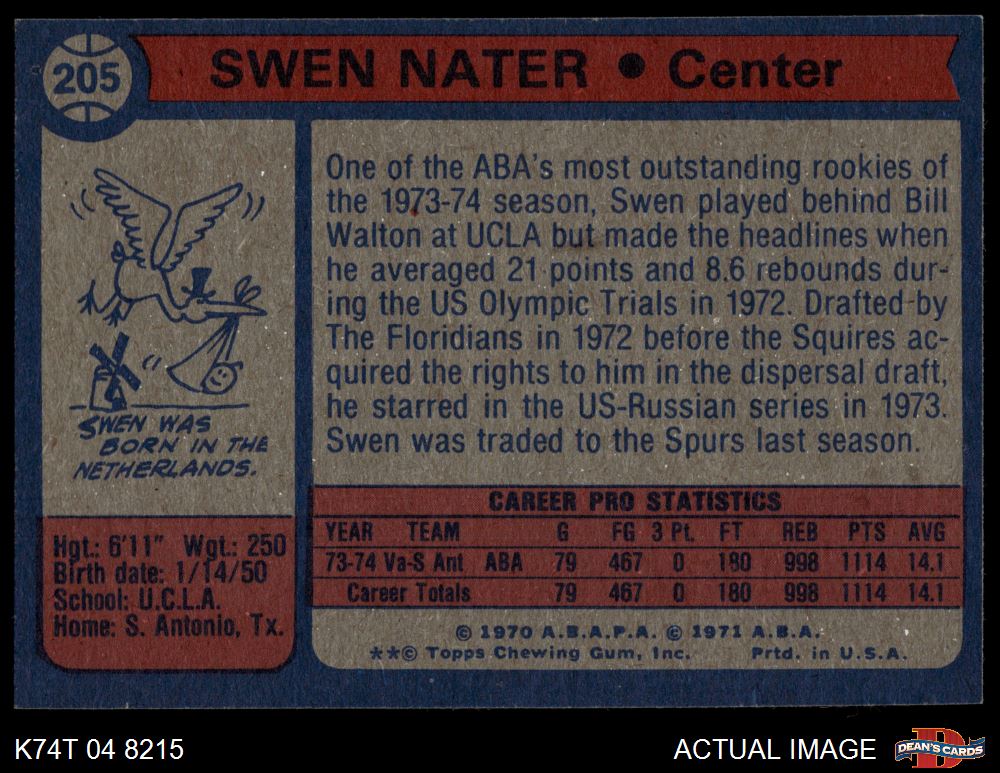 205
SWEN NATER • Center
SWEN WAS
BORN IN THE
NETHERLANDS.
Hgt.: 6'11" Wgt.: 250
Birth date: 1/14/50
School: U.C.L.A.
Home: S. Antonio, Tx.
One of the ABA's most outstanding rookies of
the 1973-74 season, Swen played behind Bill
Walton at UCLA but made the headlines when
he averaged 21 points and 8.6 rebounds dur-
ing the US Olympic Trials in 1972. Drafted by
The Floridians in 1972 before the Squires ac-
quired the rights to him in the dispersal draft,
he starred in the US-Russian series in 1973.
Swen was traded to the Spurs last season.
CAREER PRO STATISTICS
YEAR TEAM G FG 3 Pt. FT REB PTS AVG
73-74 Va-S Ant ABA 79 467 0 180 998 1114 14.1
Career Totals 79 467 0 180 998 1114 14.1
© 1970 A.B.A.P.A. © 1971 A.B.A.
**© Topps Chewing Gum, Inc. Prtd. in U.S.A.
K74T 04 8215 ACTUAL IMAGE
DEAN'S CARDS